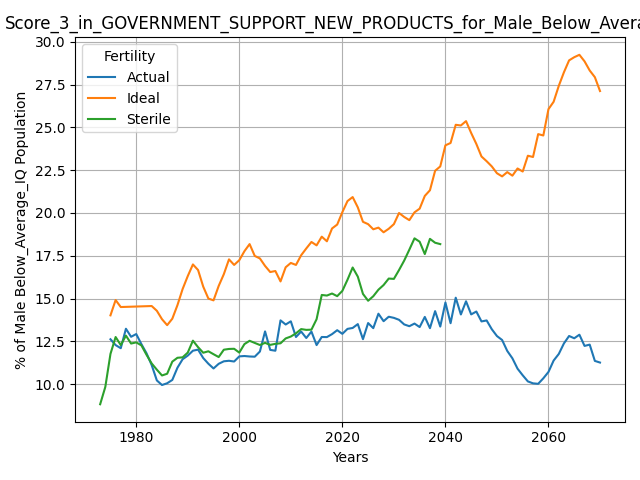 Score_3_in_GOVERNMENT_SUPPORT_NEW_PRODUCTS_for_Male_Below_Avera
30.0
27.5
25.0
22.5
20.0
17.5
15.0
12.5
10.0
% of Male Below_Average_IQ Population
Fertility
Actual
Ideal
Sterile
1980 2000 2020 2040 2060
Years